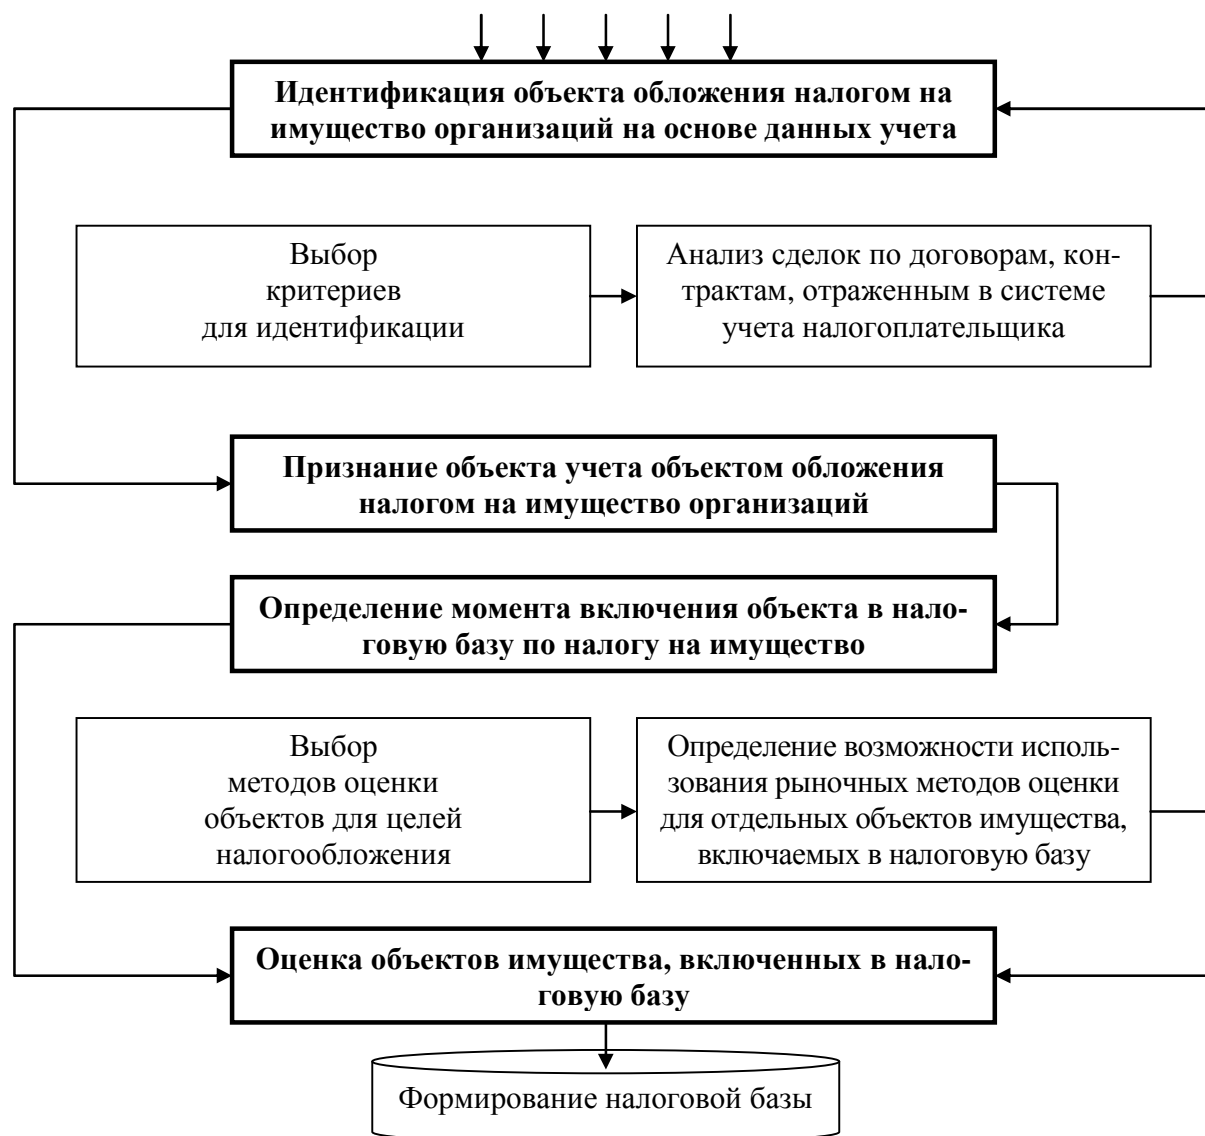 Идентификация объекта обложения налогом на
имущество организаций на основе данных учета
Выбор
критериев
для идентификации
Анализ сделок по договорам, кон-
трактам, отраженным в системе
учета налогоплательщика
Признание объекта учета объектом обложения
налогом на имущество организаций
Определение момента включения объекта в нало-
говую базу по налогу на имущество
Выбор
методов оценки
объектов для целей
налогообложения
Определение возможности исполь-
зования рыночных методов оценки
для отдельных объектов имущества,
включаемых в налоговую базу
Оценка объектов имущества, включенных в нало-
говую базу
Формирование налоговой базы